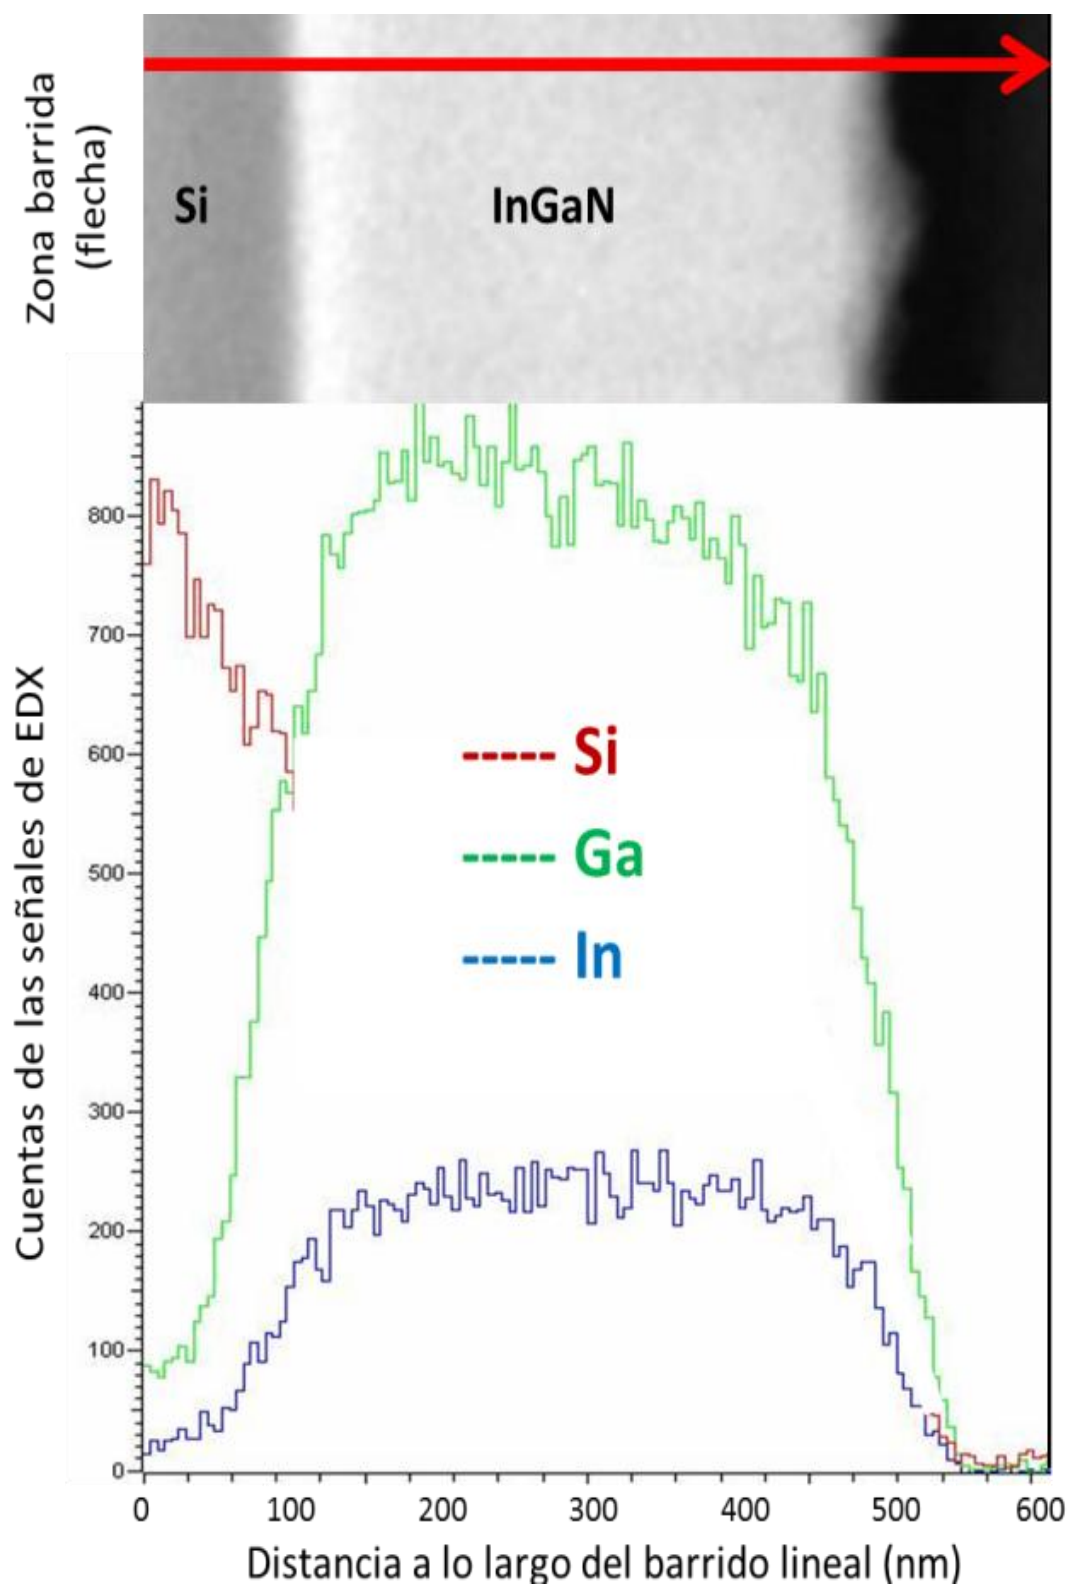 Zona barrida
(flecha)
Si
InGaN
Cuentas de las señales de EDX
800
700
600
500
400
300
200
100
0
Si
Ga
In
0 100 200 300 400 500 600
Distancia a lo largo del barrido lineal (nm)